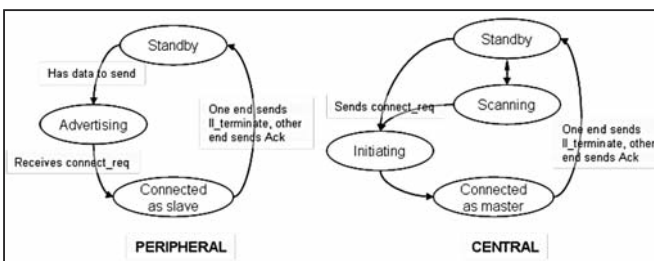 Standby
Has data to send
Advertising
Receives connect_req
Connected
as slave
One end sends
ll_terminate, other
end sends Ack
PERIPHERAL
Standby
Sends connect_req
Scanning
Initiating
Connected
as master
One end sends
ll_terminate, other
end sends Ack
CENTRAL